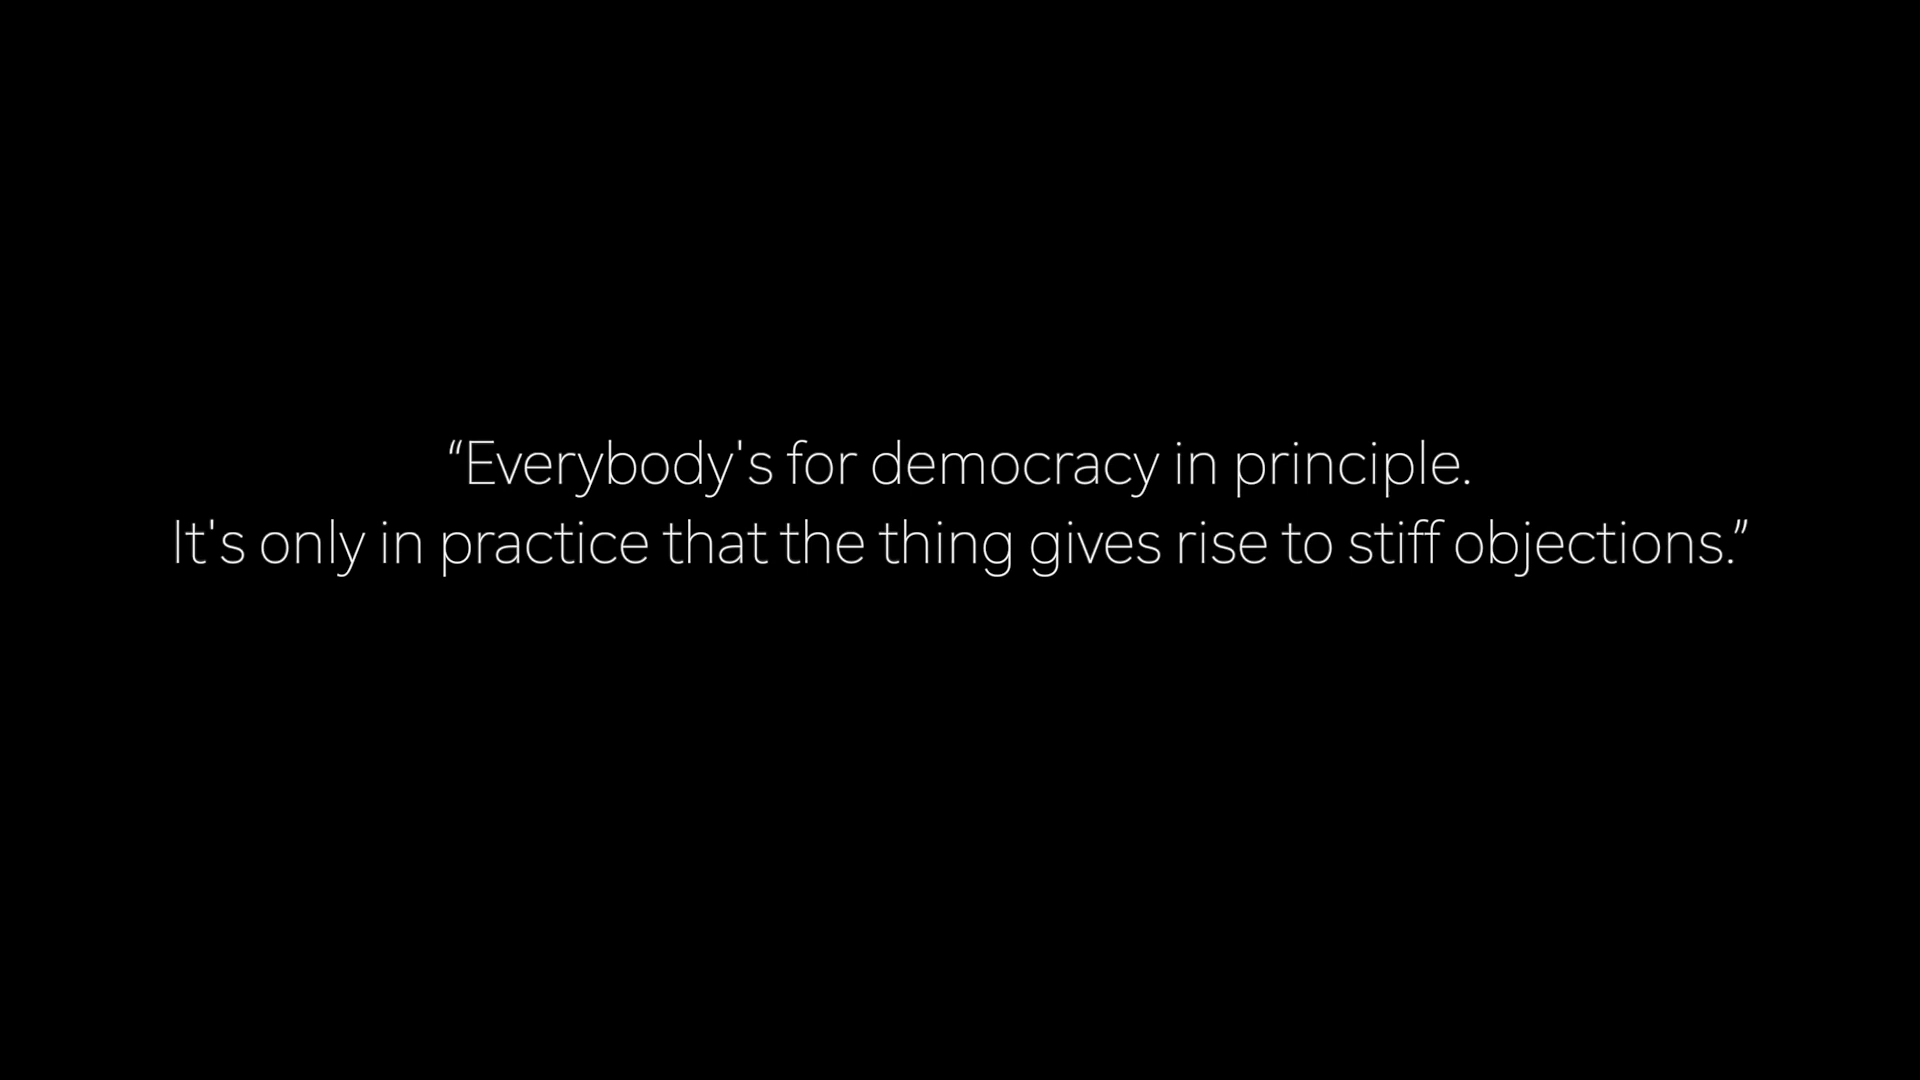 “Everybody's for democracy in principle.
It's only in practice that the thing gives rise to stiff objections.”